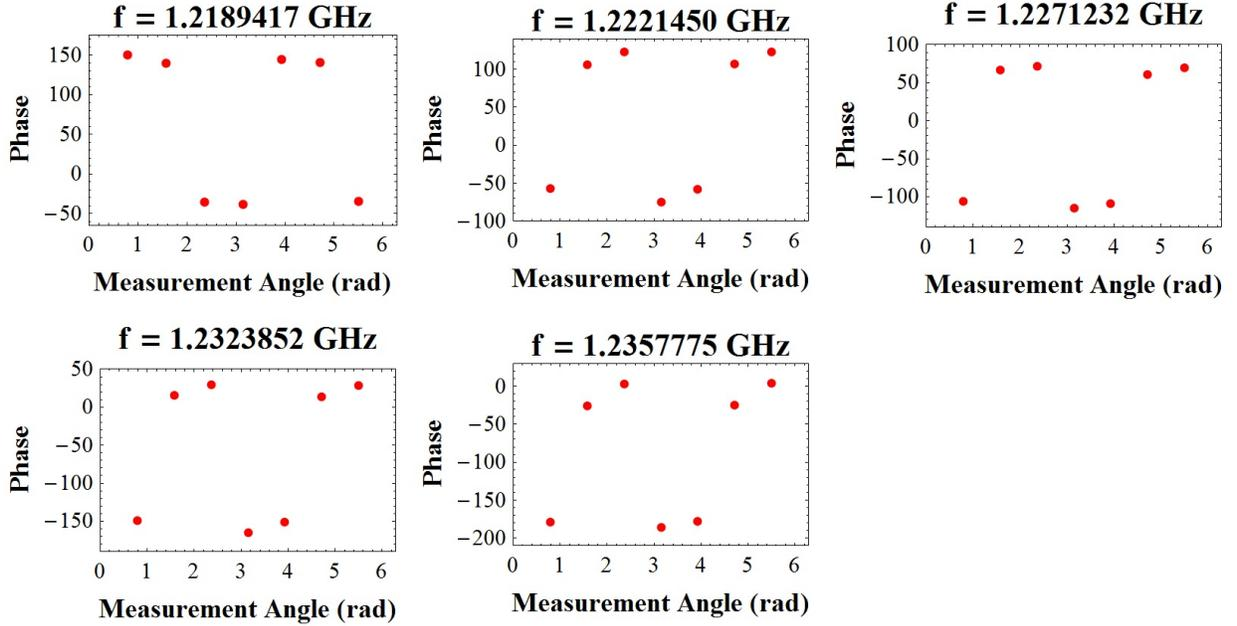 f = 1.2189417 GHz
150
100
50
0
−50
0 1 2 3 4 5 6
Phase
Measurement Angle (rad)
f = 1.2221450 GHz
100
50
0
−50
−100
0 1 2 3 4 5 6
Phase
Measurement Angle (rad)
f = 1.2271232 GHz
100
50
0
−50
−100
0 1 2 3 4 5 6
Phase
Measurement Angle (rad)
f = 1.2323852 GHz
50
0
−50
−100
−150
0 1 2 3 4 5 6
Phase
Measurement Angle (rad)
f = 1.2357775 GHz
0
−50
−100
−150
−200
0 1 2 3 4 5 6
Phase
Measurement Angle (rad)